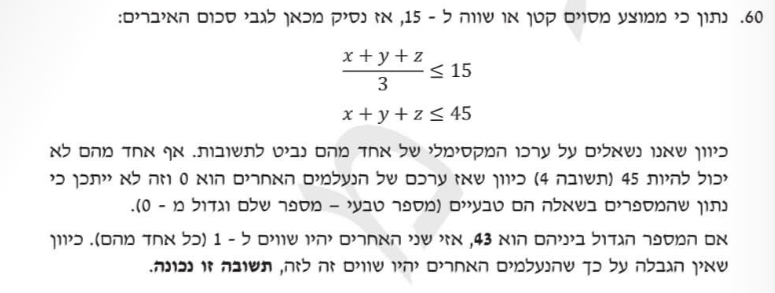 60. נתון כי ממוצע מסוים קטן או שווה ל - 15, אז נסיק מכאן לגבי סכום האיברים:
(x + y + z)/3 ≤ 15
x + y + z ≤ 45
כיוון שאנו נשאלים על ערכו המקסימלי של אחד מהם נביט לתשובות. אף אחד מהם לא
יכול להיות 45 (תשובה 4) כיוון שאז ערכם של הנעלמים האחרים הוא 0 וזה לא ייתכן כי
נתון שהמספרים בשאלה הם טבעיים (מספר טבעי – מספר שלם וגדול מ - 0).
אם המספר הגדול ביניהם הוא 43, אזי שני האחרים יהיו שווים ל - 1 (כל אחד מהם). כיוון
שאין הגבלה על כך שהנעלמים האחרים יהיו שווים זה לזה, תשובה זו נכונה.